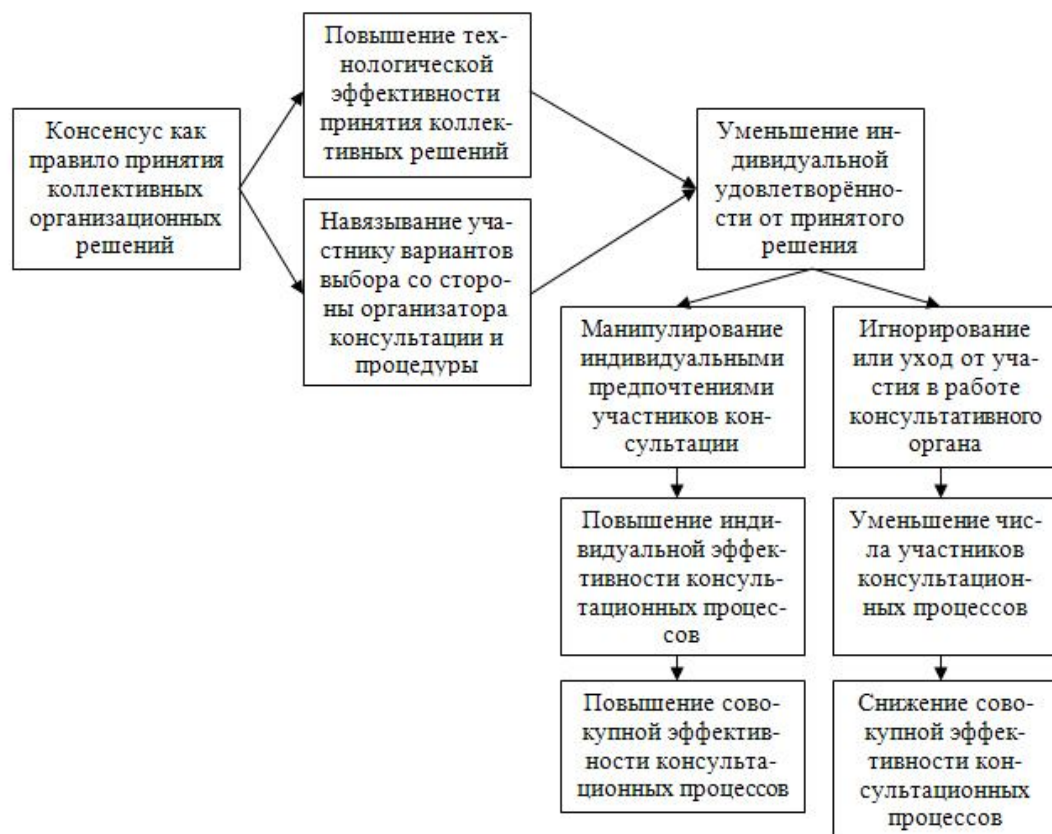 Консенсус как
правило принятия
коллективных
организационных
решений
Повышение тех-
нологической
эффективности
принятия коллек-
тивных решений
Навязывание уча-
стнику вариантов
выбора со сторо-
ны организатора
консультации и
процедуры
Уменьшение ин-
дивидуальной
удовлетворённо-
сти от принятого
решения
Манипулирование
индивидуальными
предпочтениями
участников кон-
сультации
Игнорирование
или уход от уча-
стия в работе
консультативного
органа
Повышение инди-
видуальной эффек-
тивности консуль-
тационных процес-
сов
Уменьшение чис-
ла участников
консультацион-
ных процессов
Повышение сово-
купной эффектив-
ности консульта-
ционных процессов
Снижение сово-
купной эффек-
тивности кон-
сультационных
процессов